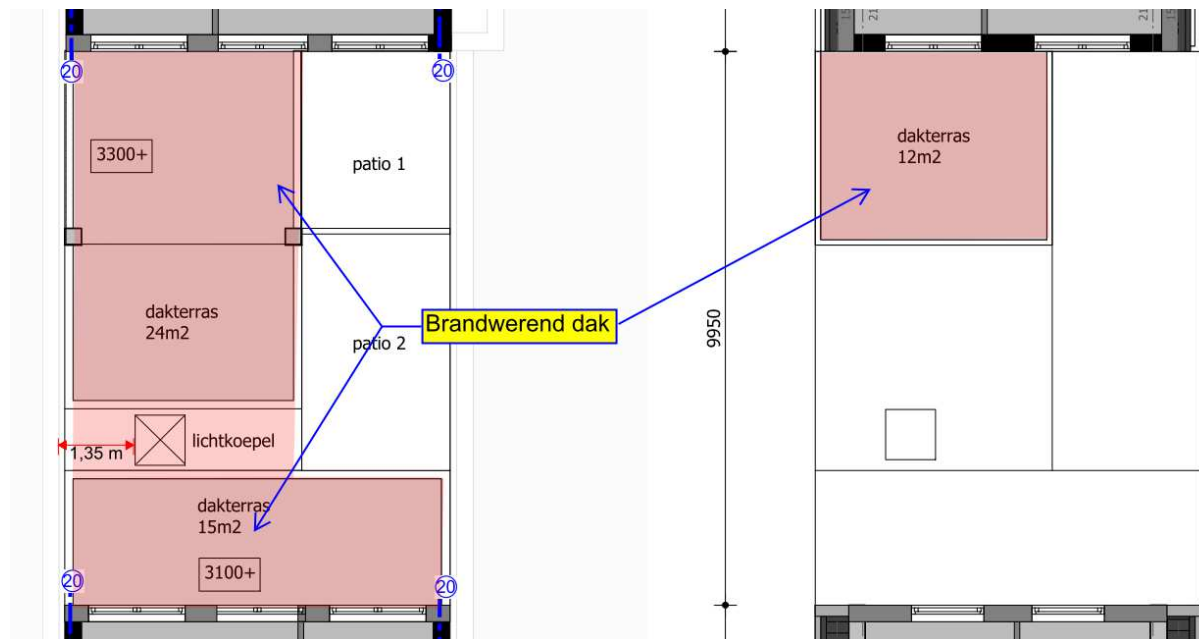 20
20
3300+
patio 1
dakterras
12m2
dakterras
24m2
Brandwerend dak
patio 2
9950
1,35 m
lichtkoepel
dakterras
15m2
3100+
20
20